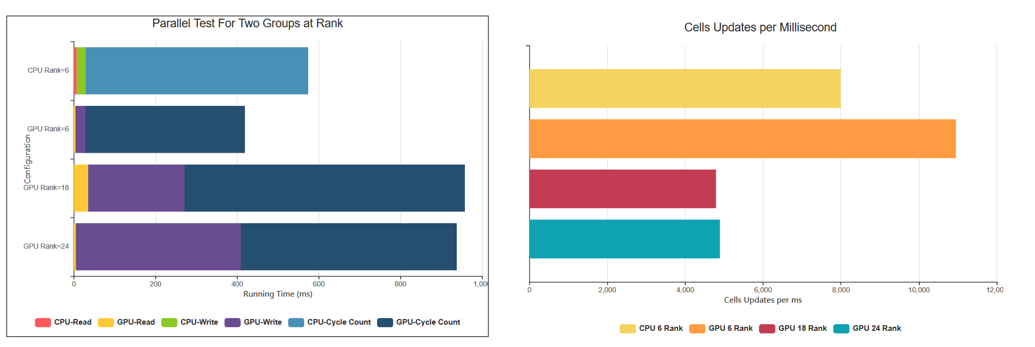 Parallel Test For Two Groups at Rank
Configuration
CPU Rank=6
GPU Rank=6
GPU Rank=18
GPU Rank=24
0 200 400 600 800 1,000
Running Time (ms)
CPU-Read GPU-Read CPU-Write GPU-Write CPU-Cycle Count GPU-Cycle Count
Cells Updates per Millisecond
0 2,000 4,000 6,000 8,000 10,000 12,00
Cells Updates per ms
CPU 6 Rank GPU 6 Rank GPU 18 Rank GPU 24 Rank